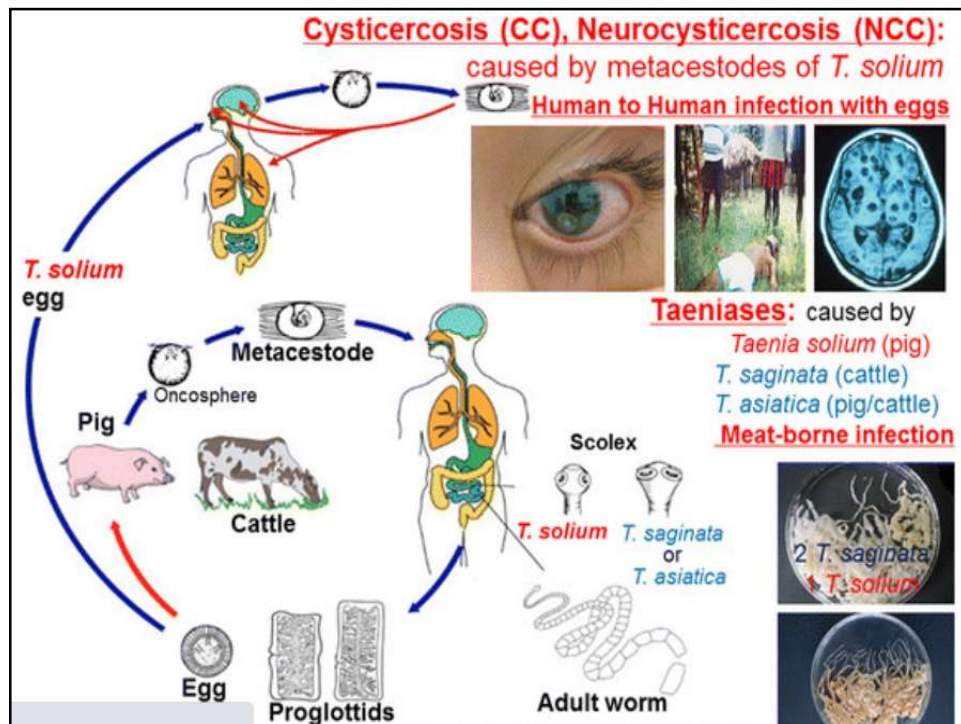 Cysticercosis (CC), Neurocysticercosis (NCC):
caused by metacestodes of T. solium
Human to Human infection with eggs
T. solium
egg
Metacestode
Oncosphere
Pig
Cattle
Taeniases: caused by
Taenia solium (pig)
T. saginata (cattle)
T. asiatica (pig/cattle)
Meat-borne infection
Scolex
T. solium
T. saginata
or
T. asiatica
2 T. saginata
1 T. solium
Egg
Proglottids
Adult worm